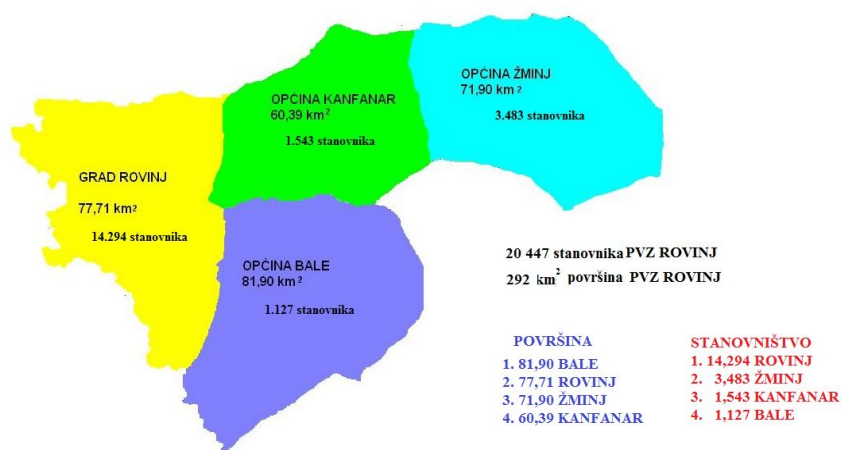 OPĆINA ŽMINJ
71,90 km²
3.483 stanovnika
OPĆINA KANFANAR
60,39 km²
1.543 stanovnika
GRAD ROVINJ
77,71 km²
14.294 stanovnika
OPĆINA BALE
81,90 km²
1.127 stanovnika
20 447 stanovnika PVZ ROVINJ
292 km² površina PVZ ROVINJ
POVRŠINA
1. 81,90 BALE
2. 77,71 ROVINJ
3. 71,90 ŽMINJ
4. 60,39 KANFANAR
STANOVNIŠTVO
1. 14,294 ROVINJ
2. 3,483 ŽMINJ
3. 1,543 KANFANAR
4. 1,127 BALE